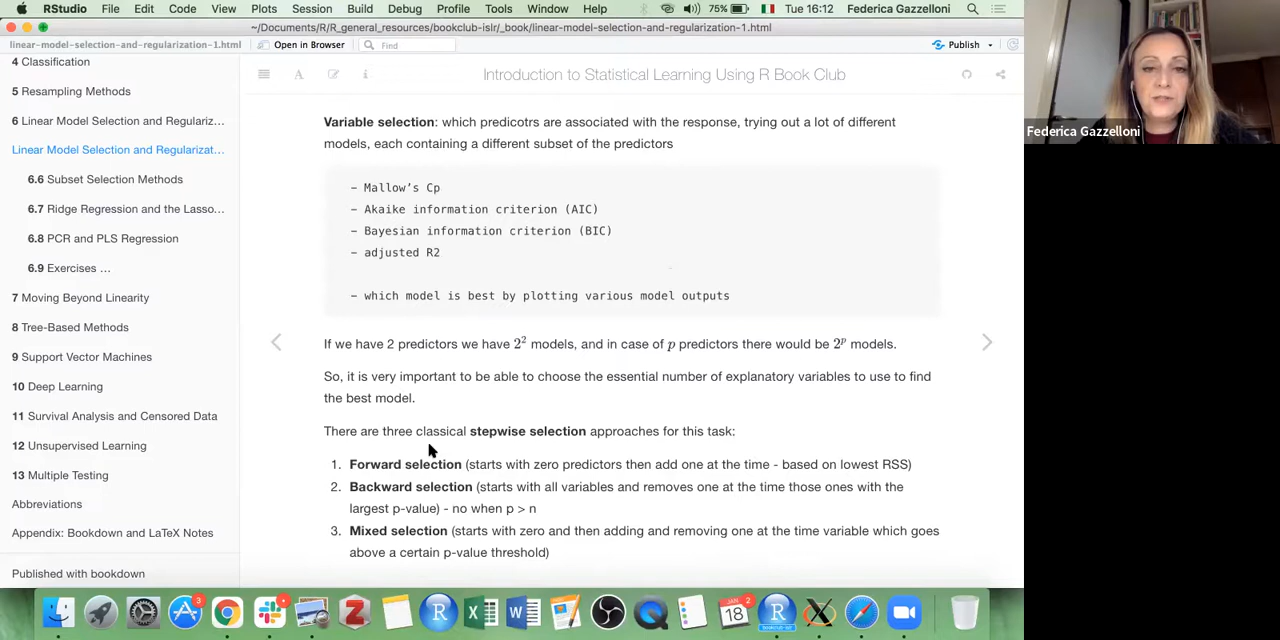 RStudio File Edit Code View Plots Session Build Debug Profile Tools Window Help 75% Tue 16:12 Federica Gazzelloni
~/Documents/R/R_general_resources/bookclub-islr/_book/linear-model-selection-and-regularization-1.html
linear-model-selection-and-regularization-1.html Open in Browser Find Publish
4 Classification
5 Resampling Methods
6 Linear Model Selection and Regulariz...
Linear Model Selection and Regularizat...
6.6 Subset Selection Methods
6.7 Ridge Regression and the Lasso...
6.8 PCR and PLS Regression
6.9 Exercises ...
7 Moving Beyond Linearity
8 Tree-Based Methods
9 Support Vector Machines
10 Deep Learning
11 Survival Analysis and Censored Data
12 Unsupervised Learning
13 Multiple Testing
Abbreviations
Appendix: Bookdown and LaTeX Notes
Published with bookdown
A i Introduction to Statistical Learning Using R Book Club
Variable selection: which predicotrs are associated with the response, trying out a lot of different
models, each containing a different subset of the predictors
- Mallow's Cp
- Akaike information criterion (AIC)
- Bayesian information criterion (BIC)
- adjusted R2
- which model is best by plotting various model outputs
If we have 2 predictors we have 2² models, and in case of p predictors there would be 2ᵖ models.
So, it is very important to be able to choose the essential number of explanatory variables to use to find
the best model.
There are three classical stepwise selection approaches for this task:
1. Forward selection (starts with zero predictors then add one at the time - based on lowest RSS)
2. Backward selection (starts with all variables and removes one at the time those ones with the
largest p-value) - no when p > n
3. Mixed selection (starts with zero and then adding and removing one at the time variable which goes
above a certain p-value threshold)
Federica Gazzelloni
3
JAN
18
2